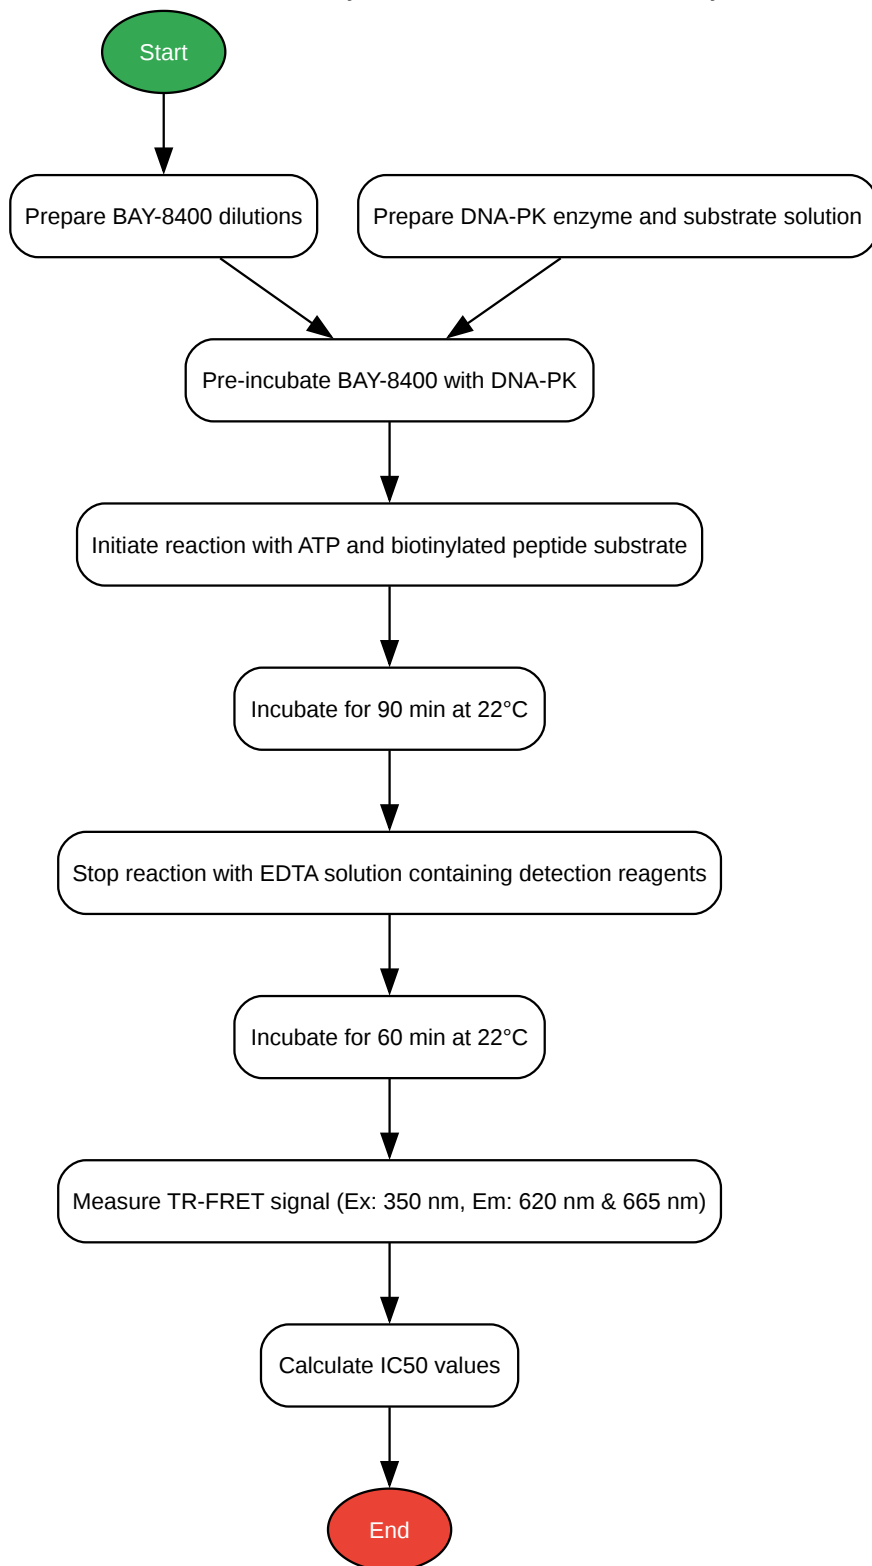 Start
Prepare BAY-8400 dilutions
Prepare DNA-PK enzyme and substrate solution
Pre-incubate BAY-8400 with DNA-PK
Initiate reaction with ATP and biotinylated peptide substrate
Incubate for 90 min at 22°C
Stop reaction with EDTA solution containing detection reagents
Incubate for 60 min at 22°C
Measure TR-FRET signal (Ex: 350 nm, Em: 620 nm & 665 nm)
Calculate IC50 values
End